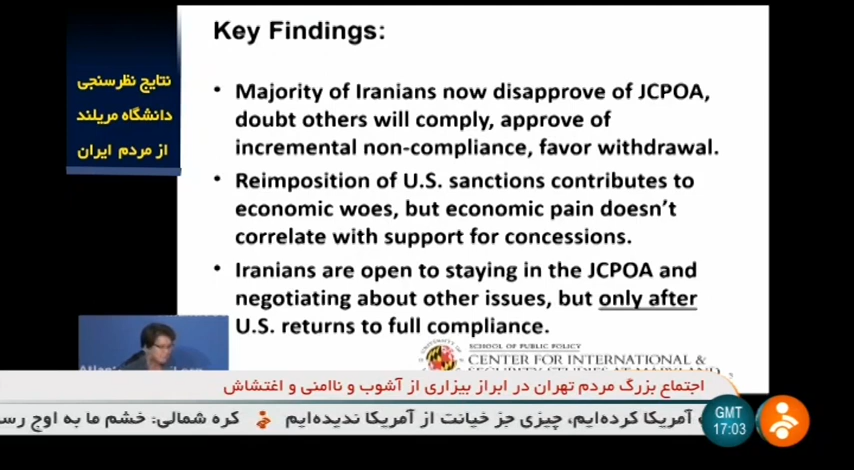 نتایج نظرسنجی
دانشگاه مریلند
از مردم ایران
Key Findings:
• Majority of Iranians now disapprove of JCPOA,
doubt others will comply, approve of
incremental non-compliance, favor withdrawal.
• Reimposition of U.S. sanctions contributes to
economic woes, but economic pain doesn't
correlate with support for concessions.
• Iranians are open to staying in the JCPOA and
negotiating about other issues, but only after
U.S. returns to full compliance.
SCHOOL OF PUBLIC POLICY
CENTER FOR INTERNATIONAL &
SECURITY STUDIES AT MARYLAND
اجتماع بزرگ مردم تهران در ابراز بیزاری از آشوب و ناامنی و اغتشاش
آمریکا کرده‌ایم، چیزی جز خیانت از آمریکا ندیده‌ایم
کره شمالی: خشم ما به اوج
GMT
17:03